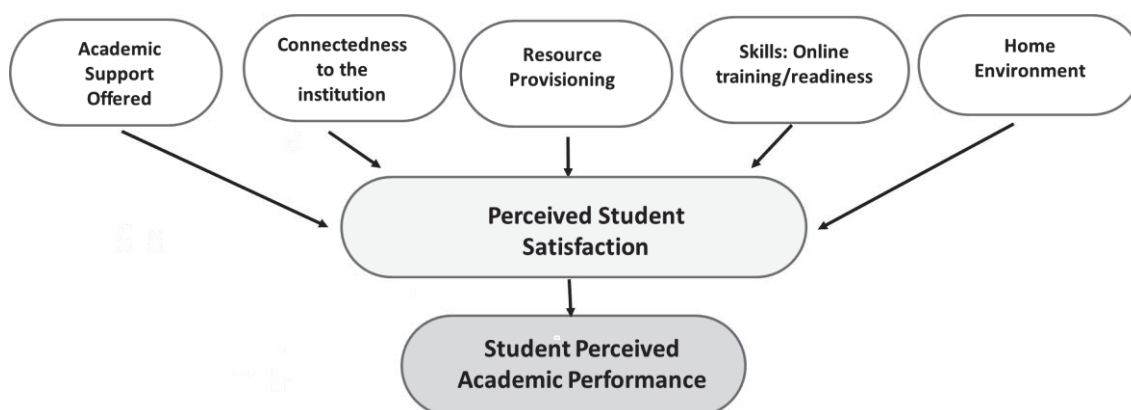 Academic
Support
Offered
Connectedness
to the
institution
Resource
Provisioning
Skills: Online
training/readiness
Home
Environment
Perceived Student
Satisfaction
Student Perceived
Academic Performance